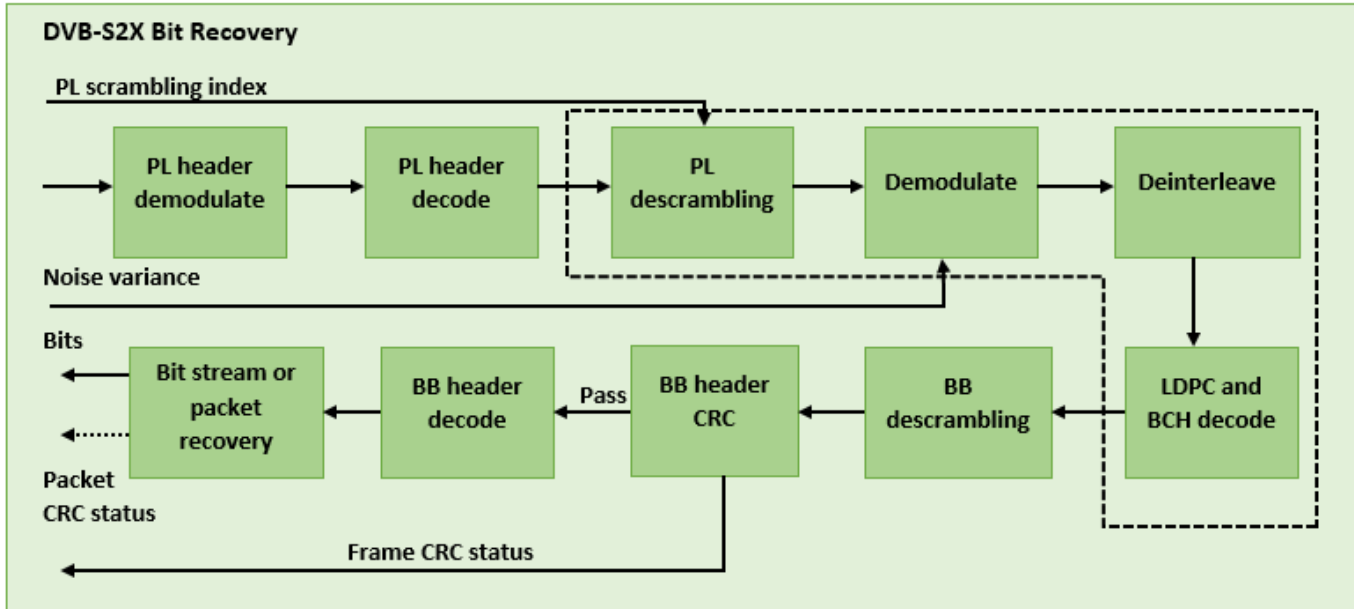 DVB-S2X Bit Recovery
PL scrambling index
PL header
demodulate
PL header
decode
PL
descrambling
Demodulate
Deinterleave
Noise variance
Bits
Bit stream or
packet
recovery
BB header
decode
Pass
BB header
CRC
BB
descrambling
LDPC and
BCH decode
Packet
CRC status
Frame CRC status